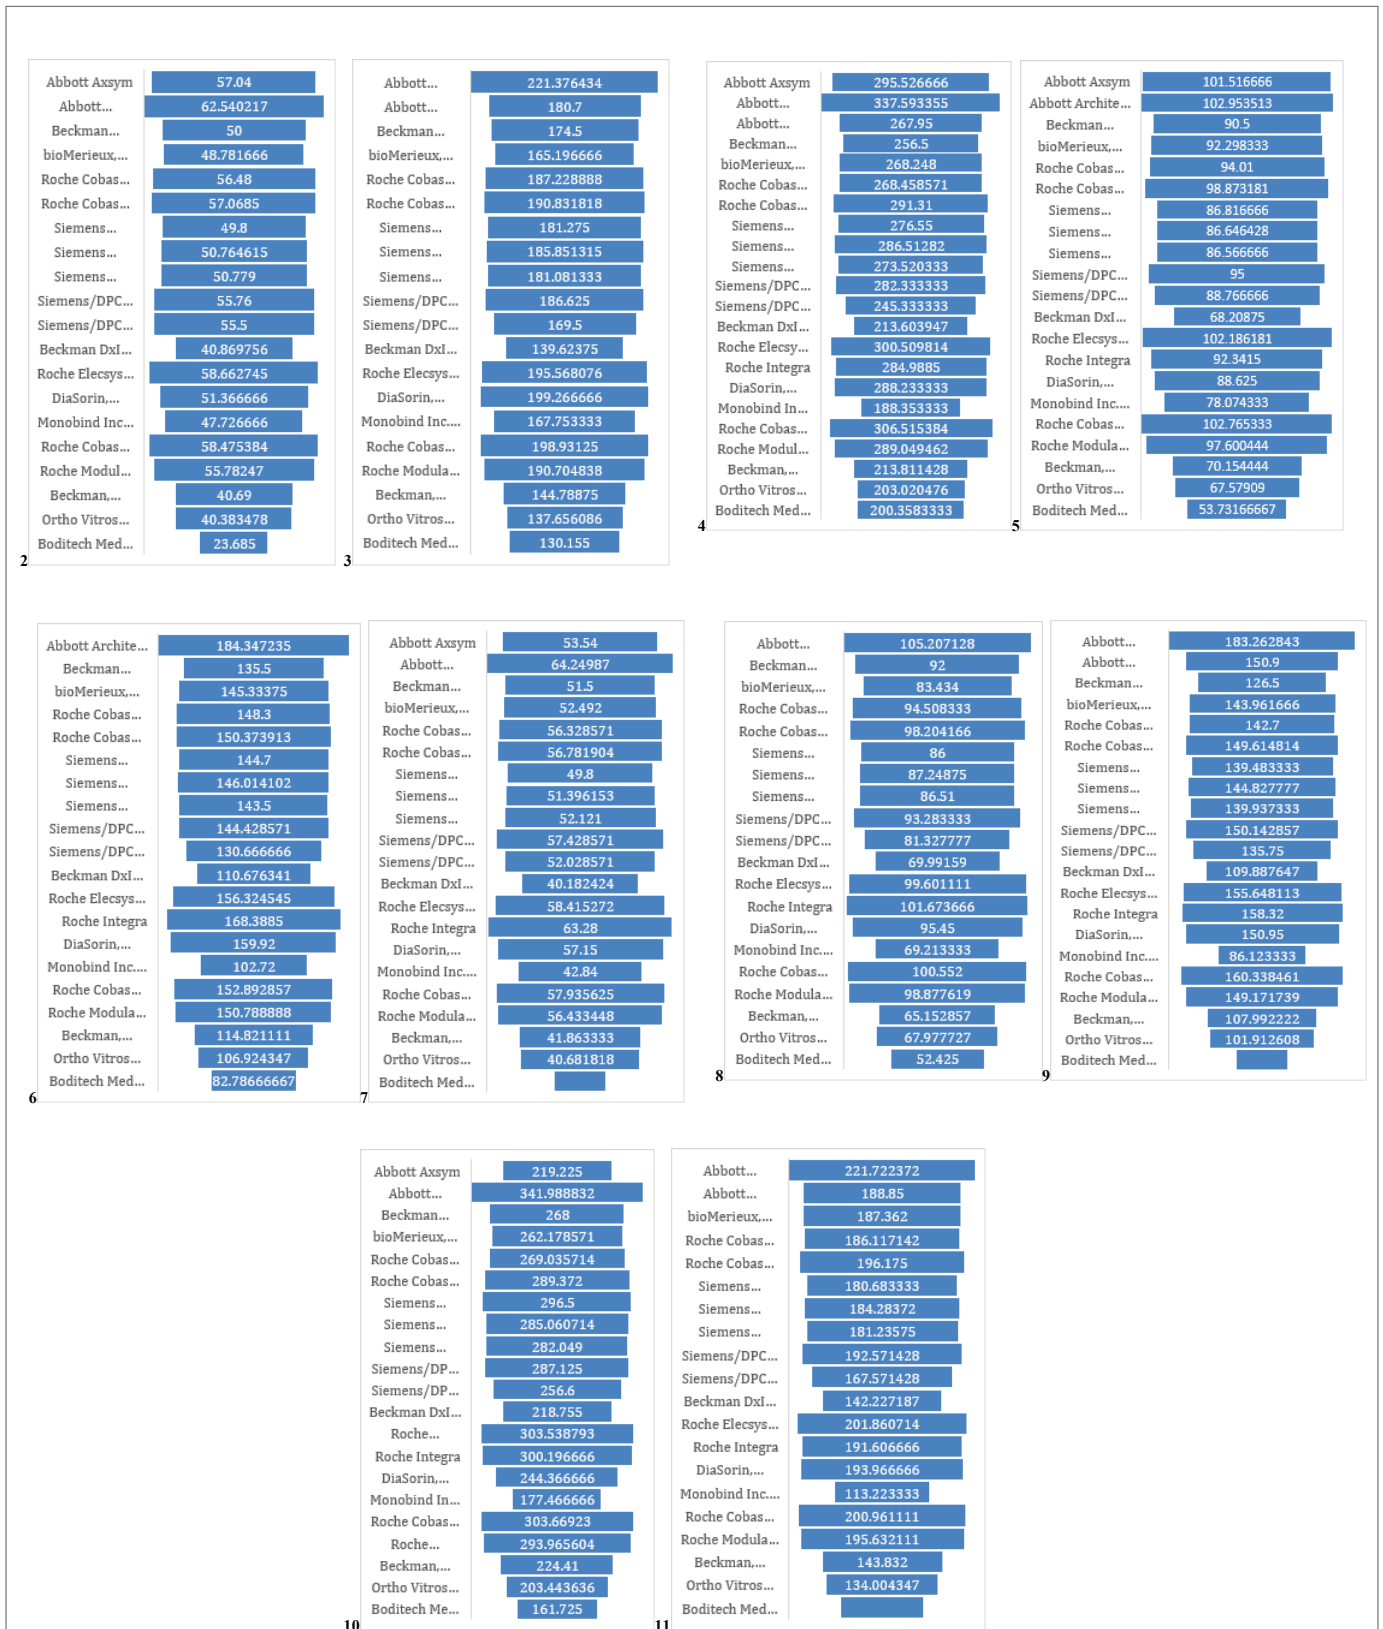 Abbott Axsym 57.04
Abbott... 62.540217
Beckman... 50
bioMerieux,... 48.781666
Roche Cobas... 56.48
Roche Cobas... 57.0685
Siemens... 49.8
Siemens... 50.764615
Siemens... 50.779
Siemens/DPC... 55.76
Siemens/DPC... 55.5
Beckman DxI... 40.869756
Roche Elecsys... 58.662745
DiaSorin,... 51.366666
Monobind Inc... 47.726666
Roche Cobas... 58.475384
Roche Modul... 55.78247
Beckman,... 40.69
Ortho Vitros... 40.383478
Boditech Med... 23.685
2
Abbott... 221.376434
Abbott... 180.7
Beckman... 174.5
bioMerieux,... 165.196666
Roche Cobas... 187.228888
Roche Cobas... 190.831818
Siemens... 181.275
Siemens... 185.851315
Siemens... 181.081333
Siemens/DPC... 186.625
Siemens/DPC... 169.5
Beckman DxI... 139.62375
Roche Elecsys... 195.568076
DiaSorin,... 199.266666
Monobind Inc.... 167.753333
Roche Cobas... 198.93125
Roche Modula... 190.704838
Beckman,... 144.78875
Ortho Vitros... 137.656086
Boditech Med... 130.155
3
Abbott Axsym 295.526666
Abbott... 337.593355
Abbott... 267.95
Beckman... 256.5
bioMerieux,... 268.248
Roche Cobas... 268.458571
Roche Cobas... 291.31
Siemens... 276.55
Siemens... 286.51282
Siemens... 273.520333
Siemens/DPC... 282.333333
Siemens/DPC... 245.333333
Beckman DxI... 213.603947
Roche Elecsy... 300.509814
Roche Integra 284.9885
DiaSorin,... 288.233333
Monobind In... 188.353333
Roche Cobas... 306.515384
Roche Modul... 289.049462
Beckman,... 213.811428
Ortho Vitros... 203.020476
Boditech Med... 200.3583333
4
Abbott Axsym 101.516666
Abbott Archite... 102.953513
Beckman... 90.5
bioMerieux,... 92.298333
Roche Cobas... 94.01
Roche Cobas... 98.873181
Siemens... 86.816666
Siemens... 86.646428
Siemens... 86.566666
Siemens/DPC... 95
Siemens/DPC... 88.766666
Beckman DxI... 68.20875
Roche Elecsys... 102.186181
Roche Integra 92.3415
DiaSorin,... 88.625
Monobind Inc.... 78.074333
Roche Cobas... 102.765333
Roche Modula... 97.600444
Beckman,... 70.154444
Ortho Vitros... 67.57909
Boditech Med... 53.73166667
5
Abbott Archite... 184.347235
Beckman... 135.5
bioMerieux,... 145.33375
Roche Cobas... 148.3
Roche Cobas... 150.373913
Siemens... 144.7
Siemens... 146.014102
Siemens... 143.5
Siemens/DPC... 144.428571
Siemens/DPC... 130.666666
Beckman DxI... 110.676341
Roche Elecsys... 156.324545
Roche Integra 168.3885
DiaSorin,... 159.92
Monobind Inc.... 102.72
Roche Cobas... 152.892857
Roche Modula... 150.788888
Beckman,... 114.821111
Ortho Vitros... 106.924347
Boditech Med... 82.78666667
6
Abbott Axsym 53.54
Abbott... 64.24987
Beckman... 51.5
bioMerieux,... 52.492
Roche Cobas... 56.328571
Roche Cobas... 56.781904
Siemens... 49.8
Siemens... 51.396153
Siemens... 52.121
Siemens/DPC... 57.428571
Siemens/DPC... 52.028571
Beckman DxI... 40.182424
Roche Elecsys... 58.415272
Roche Integra 63.28
DiaSorin,... 57.15
Monobind Inc.... 42.84
Roche Cobas... 57.935625
Roche Modula... 56.433448
Beckman,... 41.863333
Ortho Vitros... 40.681818
Boditech Med...
7
Abbott... 105.207128
Beckman... 92
bioMerieux,... 83.434
Roche Cobas... 94.508333
Roche Cobas... 98.204166
Siemens... 86
Siemens... 87.24875
Siemens... 86.51
Siemens/DPC... 93.283333
Siemens/DPC... 81.327777
Beckman DxI... 69.99159
Roche Elecsys... 99.601111
Roche Integra 101.673666
DiaSorin,... 95.45
Monobind Inc.... 69.213333
Roche Cobas... 100.552
Roche Modula... 98.877619
Beckman,... 65.152857
Ortho Vitros... 67.977727
Boditech Med... 52.425
8
Abbott... 183.262843
Abbott... 150.9
Beckman... 126.5
bioMerieux,... 143.961666
Roche Cobas... 142.7
Roche Cobas... 149.614814
Siemens... 139.483333
Siemens... 144.827777
Siemens... 139.937333
Siemens/DPC... 150.142857
Siemens/DPC... 135.75
Beckman DxI... 109.887647
Roche Elecsys... 155.648113
Roche Integra 158.32
DiaSorin,... 150.95
Monobind Inc.... 86.123333
Roche Cobas... 160.338461
Roche Modula... 149.171739
Beckman,... 107.992222
Ortho Vitros... 101.912608
Boditech Med...
9
Abbott Axsym 219.225
Abbott... 341.988832
Beckman... 268
bioMerieux,... 262.178571
Roche Cobas... 269.035714
Roche Cobas... 289.372
Siemens... 296.5
Siemens... 285.060714
Siemens... 282.049
Siemens/DP... 287.125
Siemens/DP... 256.6
Beckman DxI... 218.755
Roche... 303.538793
Roche Integra 300.196666
DiaSorin,... 244.366666
Monobind In... 177.466666
Roche Cobas... 303.66923
Roche... 293.965604
Beckman,... 224.41
Ortho Vitros... 203.443636
Boditech Me... 161.725
10
Abbott... 221.722372
Abbott... 188.85
bioMerieux,... 187.362
Roche Cobas... 186.117142
Roche Cobas... 196.175
Siemens... 180.683333
Siemens... 184.28372
Siemens... 181.23575
Siemens/DPC... 192.571428
Siemens/DPC... 167.571428
Beckman DxI... 142.227187
Roche Elecsys... 201.860714
Roche Integra 191.606666
DiaSorin,... 193.966666
Monobind Inc.... 113.223333
Roche Cobas... 200.961111
Roche Modula... 195.632111
Beckman,... 143.832
Ortho Vitros... 134.004347
Boditech Med...
11